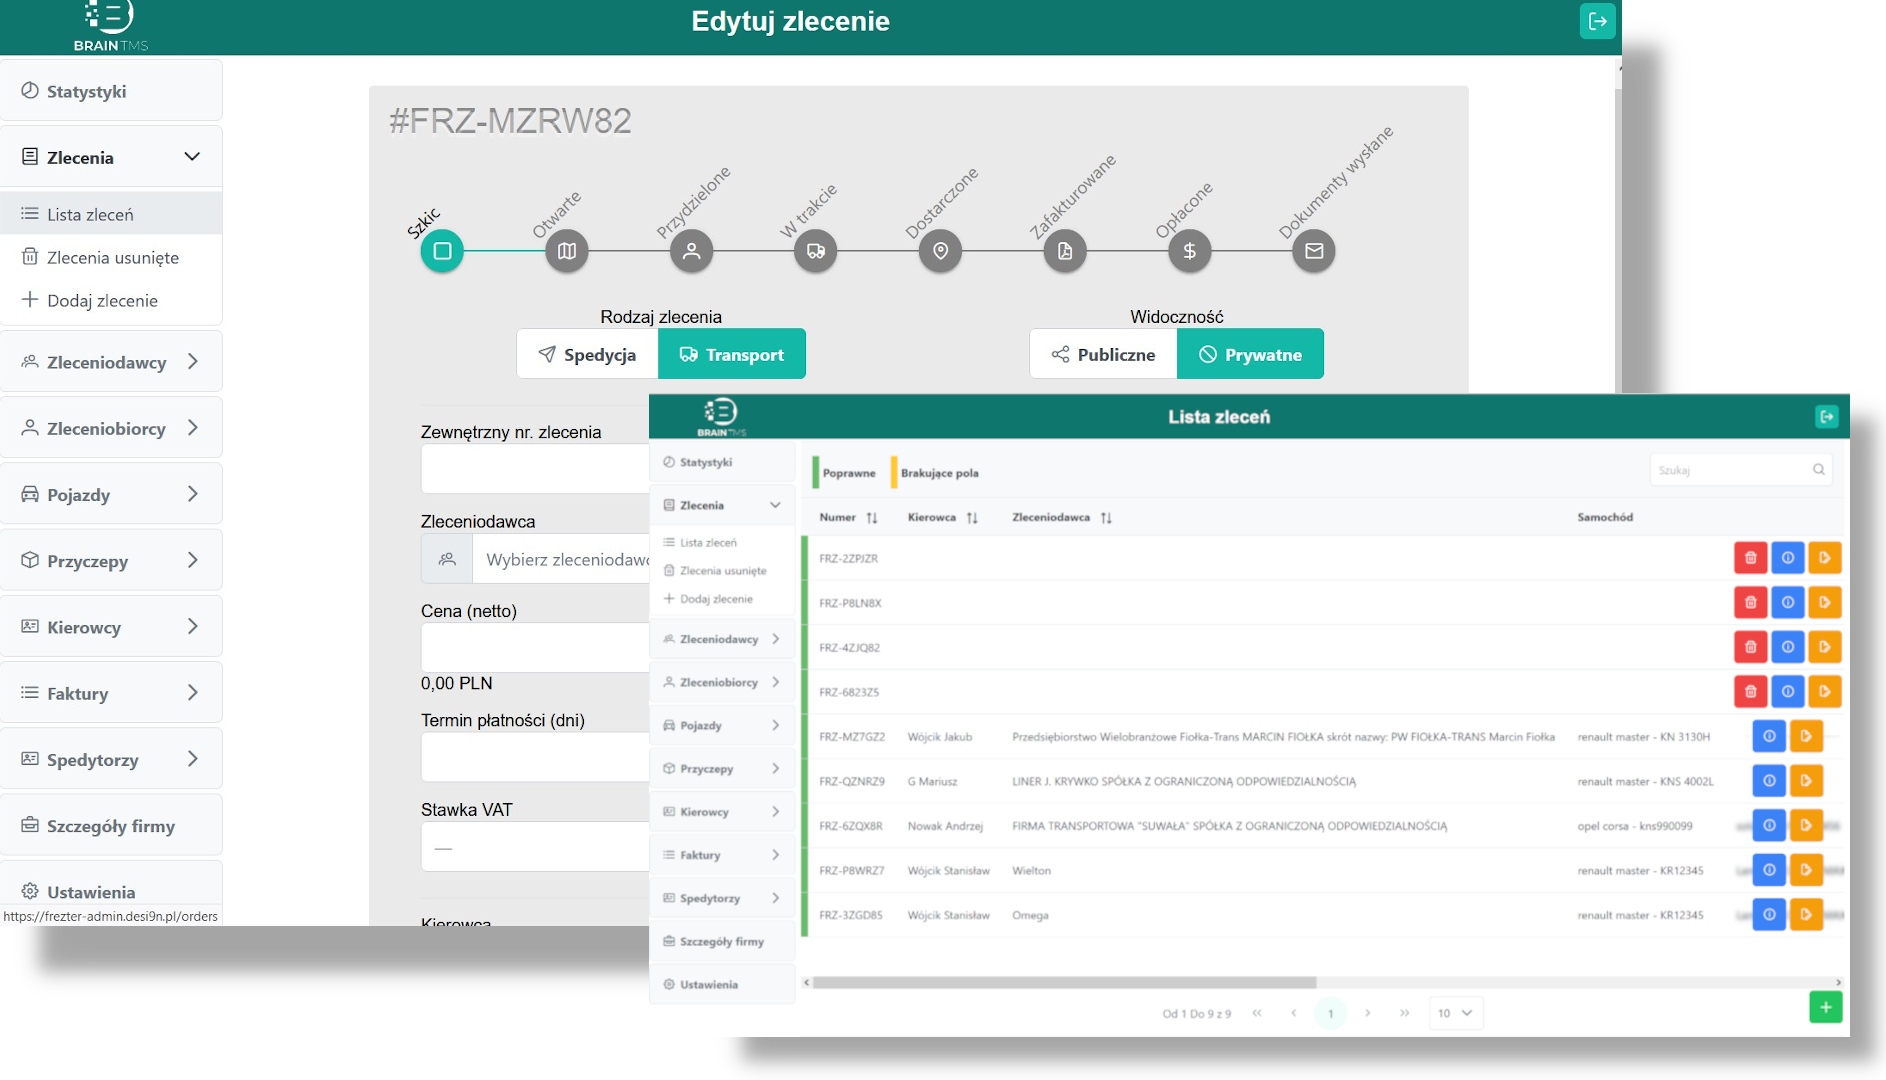 BRAINTMS
Edytuj zlecenie
Statystyki
Zlecenia
Lista zleceń
Zlecenia usunięte
Dodaj zlecenie
Zleceniodawcy
Zleceniobiorcy
Pojazdy
Przyczepy
Kierowcy
Faktury
Spedytorzy
Szczegóły firmy
Ustawienia
https://frezter-admin.desi9n.pl/orders
#FRZ-MZRW82
Szkic
Otwarte
Przydzielone
W trakcie
Dostarczone
Zafakturowane
Opłacone
Dokumenty wysłane
Rodzaj zlecenia
Spedycja Transport
Widoczność
Publiczne Prywatne
Zewnętrzny nr. zlecenia
Zleceniodawca
Wybierz zleceniodawc
Cena (netto)
0,00 PLN
Termin płatności (dni)
Stawka VAT
—
Kierowca
BRAINTMS
Lista zleceń
Statystyki
Zlecenia
Lista zleceń
Zlecenia usunięte
Dodaj zlecenie
Zleceniodawcy
Zleceniobiorcy
Pojazdy
Przyczepy
Kierowcy
Faktury
Spedytorzy
Szczegóły firmy
Ustawienia
Poprawne Brakujące pola
Szukaj
Numer Kierowca Zleceniodawca Samochód
FRZ-2ZPJZR
FRZ-P8LN8X
FRZ-4ZJQ82
FRZ-6823Z5
FRZ-MZ7GZ2 Wójcik Jakub Przedsiębiorstwo Wielobranżowe Fiołka-Trans MARCIN FIOŁKA skrót nazwy: PW FIOŁKA-TRANS Marcin Fiołka renault master - KN 3130H
FRZ-QZNRZ9 G Mariusz LINER J. KRYWKO SPÓŁKA Z OGRANICZONĄ ODPOWIEDZIALNOŚCIĄ renault master - KNS 4002L
FRZ-6ZQX8R Nowak Andrzej FIRMA TRANSPORTOWA "SUWAŁA" SPÓŁKA Z OGRANICZONĄ ODPOWIEDZIALNOŚCIĄ opel corsa - kns990099
FRZ-P8WRZ7 Wójcik Stanisław Wielton renault master - KR12345
FRZ-3ZGD85 Wójcik Stanisław Omega renault master - KR12345
Od 1 Do 9 z 9 « ‹ 1 › » 10